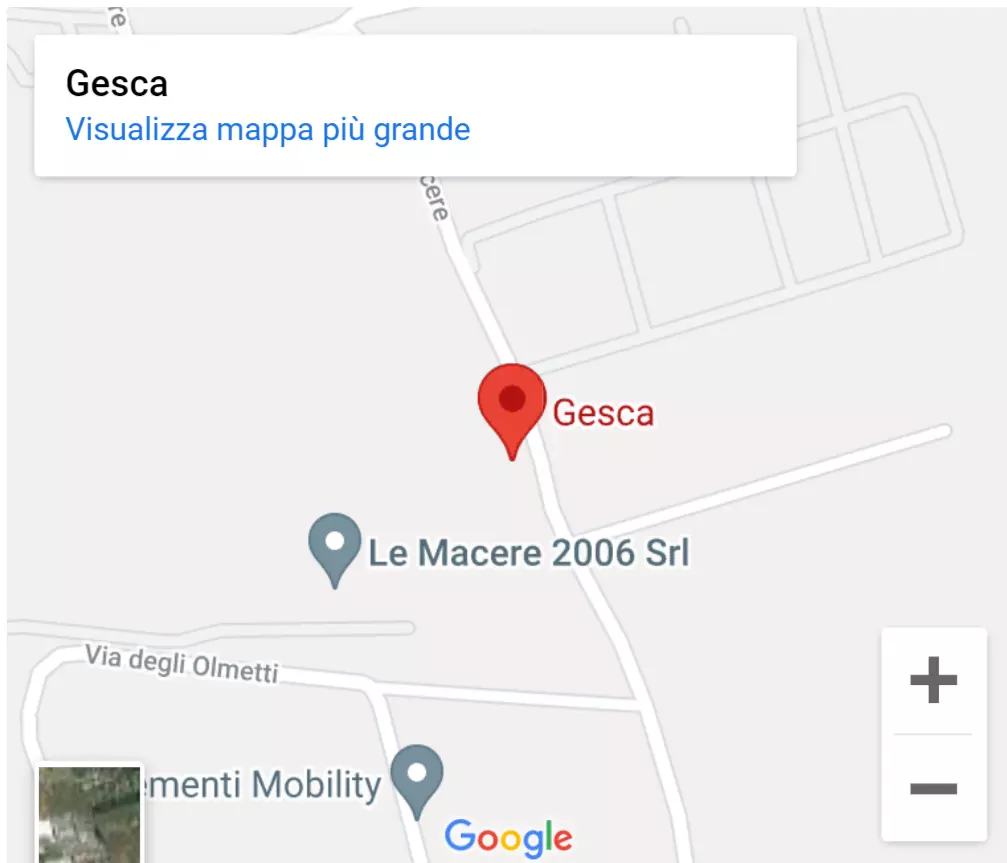 re
Gesca
Visualizza mappa più grande
cere
Gesca
Le Macere 2006 Srl
Via degli Olmetti
ementi Mobility
Google